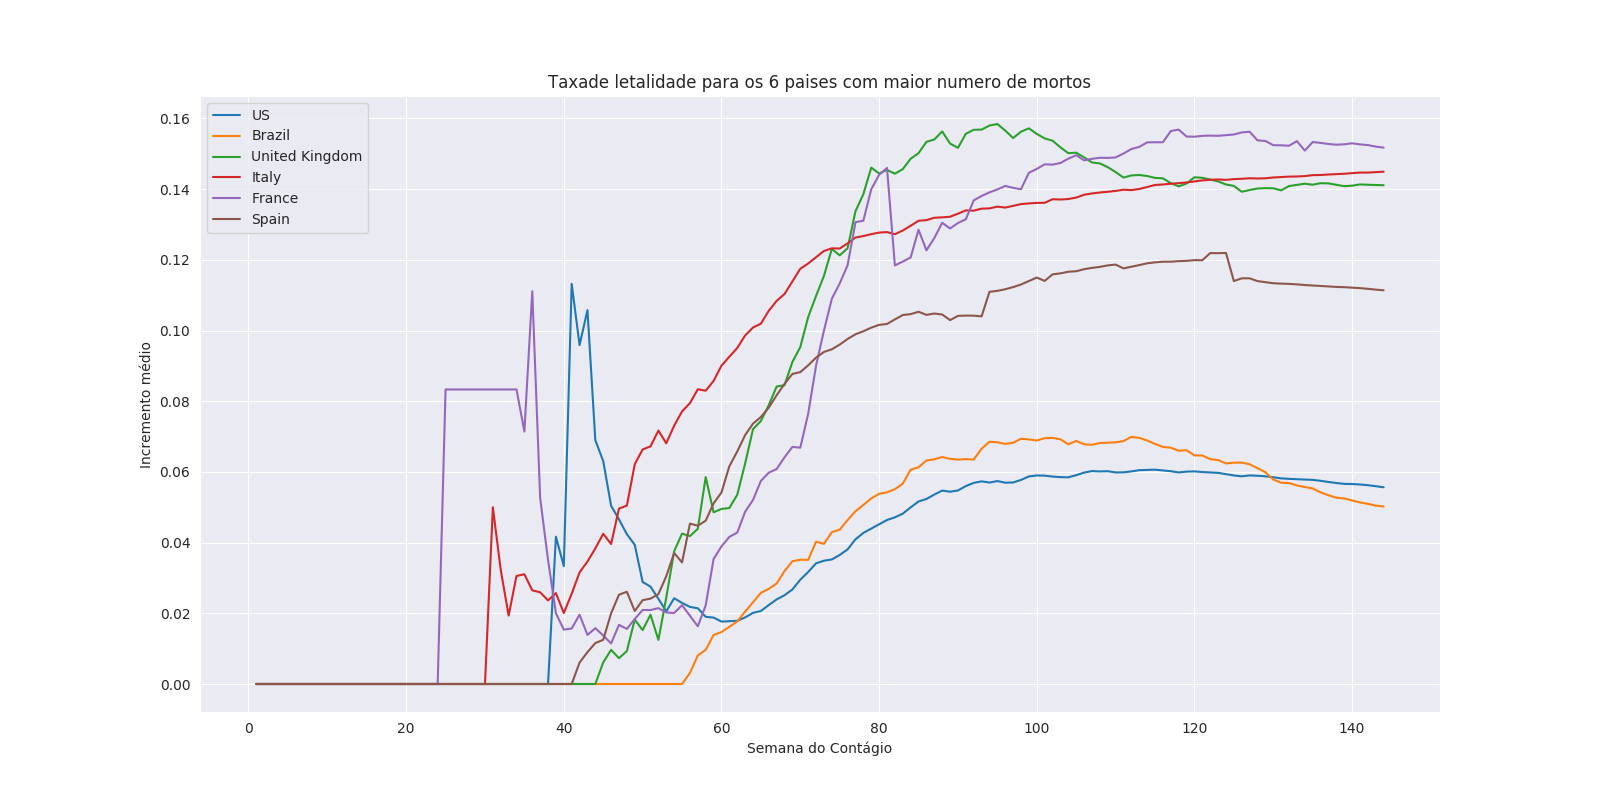 Taxade letalidade para os 6 paises com maior numero de mortos
US
Brazil
United Kingdom
Italy
France
Spain
Incremento médio
0.16
0.14
0.12
0.10
0.08
0.06
0.04
0.02
0.00
0 20 40 60 80 100 120 140
Semana do Contágio